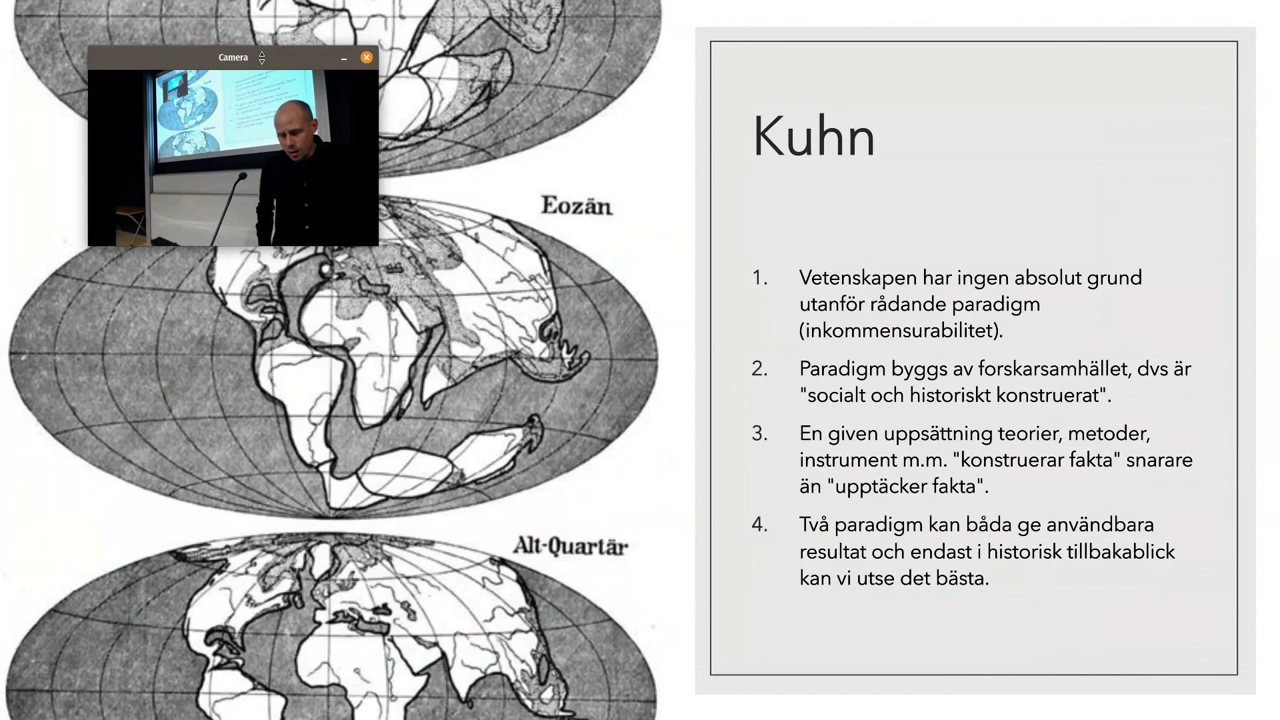 Camera
Eozän
Alt-Quartär
Kuhn
1. Vetenskapen har ingen absolut grund
utanför rådande paradigm
(inkommensurabilitet).
2. Paradigm byggs av forskarsamhället, dvs är
"socialt och historiskt konstruerat".
3. En given uppsättning teorier, metoder,
instrument m.m. "konstruerar fakta" snarare
än "upptäcker fakta".
4. Två paradigm kan båda ge användbara
resultat och endast i historisk tillbakablick
kan vi utse det bästa.